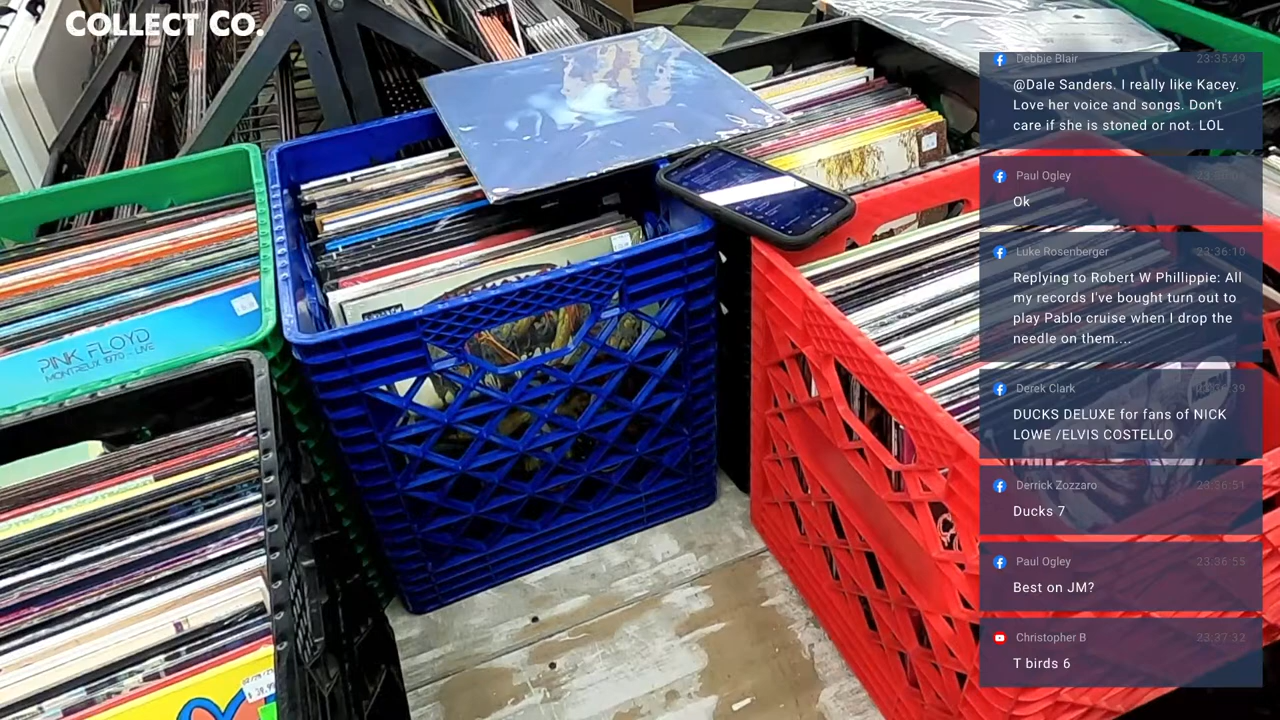 COLLECT CO.
PINK FLOYD
MONTREUX 1970 - LIVE
Debbie Blair 23:35:49
@Dale Sanders. I really like Kacey.
Love her voice and songs. Don't
care if she is stoned or not. LOL
Paul Ogley
Ok
Luke Rosenberger 23:36:10
Replying to Robert W Phillippie: All
my records I've bought turn out to
play Pablo cruise when I drop the
needle on them....
Derek Clark
DUCKS DELUXE for fans of NICK
LOWE /ELVIS COSTELLO
Derrick Zozzaro 23:36:51
Ducks 7
Paul Ogley 23:36:55
Best on JM?
Christopher B 23:37:32
T birds 6